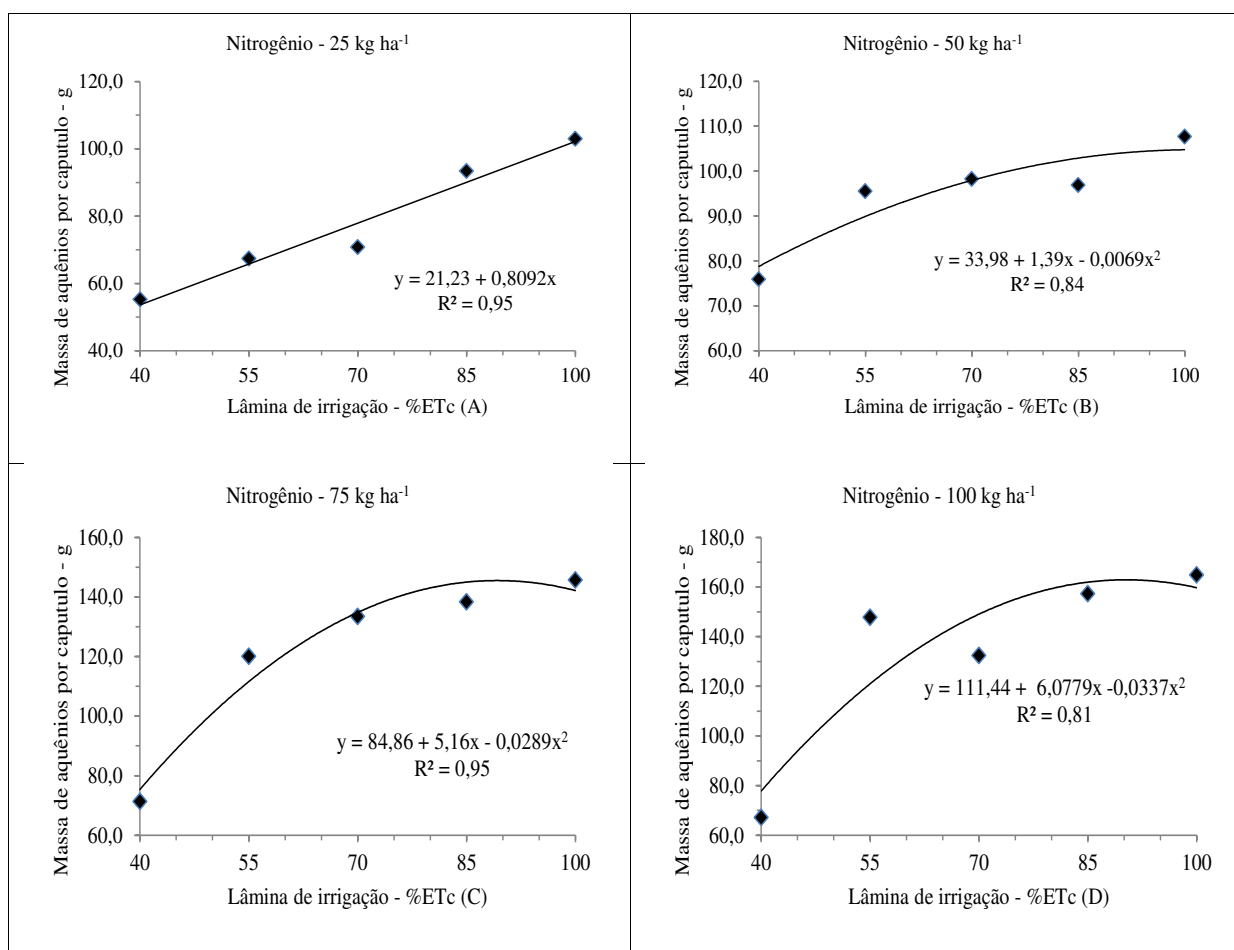 Nitrogênio - 25 kg ha-1
Massa de aquênios por caputulo - g
120,0
100,0
80,0
60,0
40,0
y = 21,23 + 0,8092x
R² = 0,95
40 55 70 85 100
Lâmina de irrigação - %ETc (A)
Nitrogênio - 50 kg ha-1
Massa de aquênios por caputulo - g
120,0
110,0
100,0
90,0
80,0
70,0
60,0
y = 33,98 + 1,39x - 0,0069x²
R² = 0,84
40 55 70 85 100
Lâmina de irrigação - %ETc (B)
Nitrogênio - 75 kg ha-1
Massa de aquênios por caputulo - g
160,0
140,0
120,0
100,0
80,0
60,0
y = 84,86 + 5,16x - 0,0289x²
R² = 0,95
40 55 70 85 100
Lâmina de irrigação - %ETc (C)
Nitrogênio - 100 kg ha-1
Massa de aquênios por caputulo - g
180,0
160,0
140,0
120,0
100,0
80,0
60,0
y = 111,44 + 6,0779x -0,0337x²
R² = 0,81
40 55 70 85 100
Lâmina de irrigação - %ETc (D)